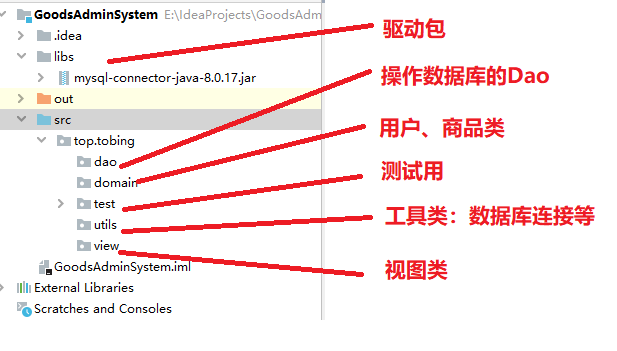 GoodsAdminSystem E:\IdeaProjects\GoodsAdm
.idea
libs
驱动包
mysql-connector-java-8.0.17.jar
操作数据库的Dao
out
src
用户、商品类
top.tobing
dao
测试用
domain
test
工具类：数据库连接等
utils
view
视图类
GoodsAdminSystem.iml
External Libraries
Scratches and Consoles